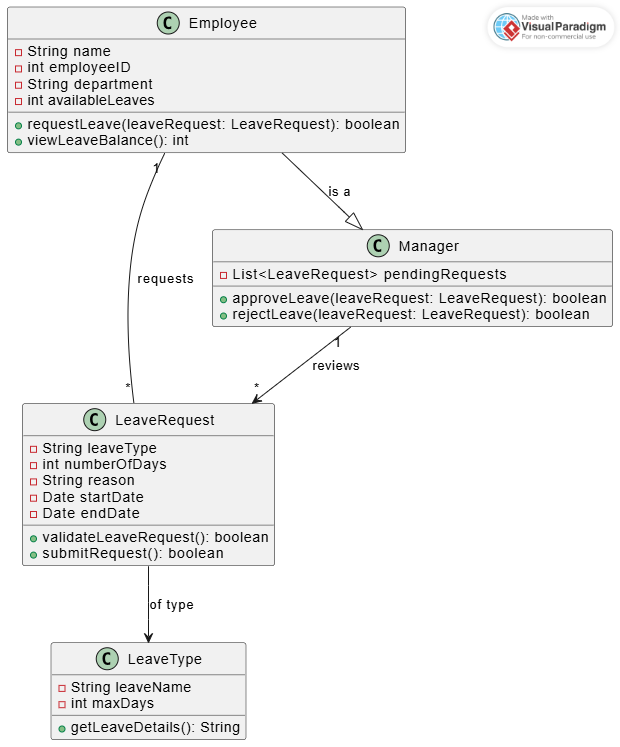 Made with
Visual Paradigm
For non-commercial use
C Employee
String name
int employeeID
String department
int availableLeaves
requestLeave(leaveRequest: LeaveRequest): boolean
viewLeaveBalance(): int
1
is a
C Manager
List<LeaveRequest> pendingRequests
approveLeave(leaveRequest: LeaveRequest): boolean
rejectLeave(leaveRequest: LeaveRequest): boolean
requests
1
reviews
*
*
C LeaveRequest
String leaveType
int numberOfDays
String reason
Date startDate
Date endDate
validateLeaveRequest(): boolean
submitRequest(): boolean
of type
C LeaveType
String leaveName
int maxDays
getLeaveDetails(): String